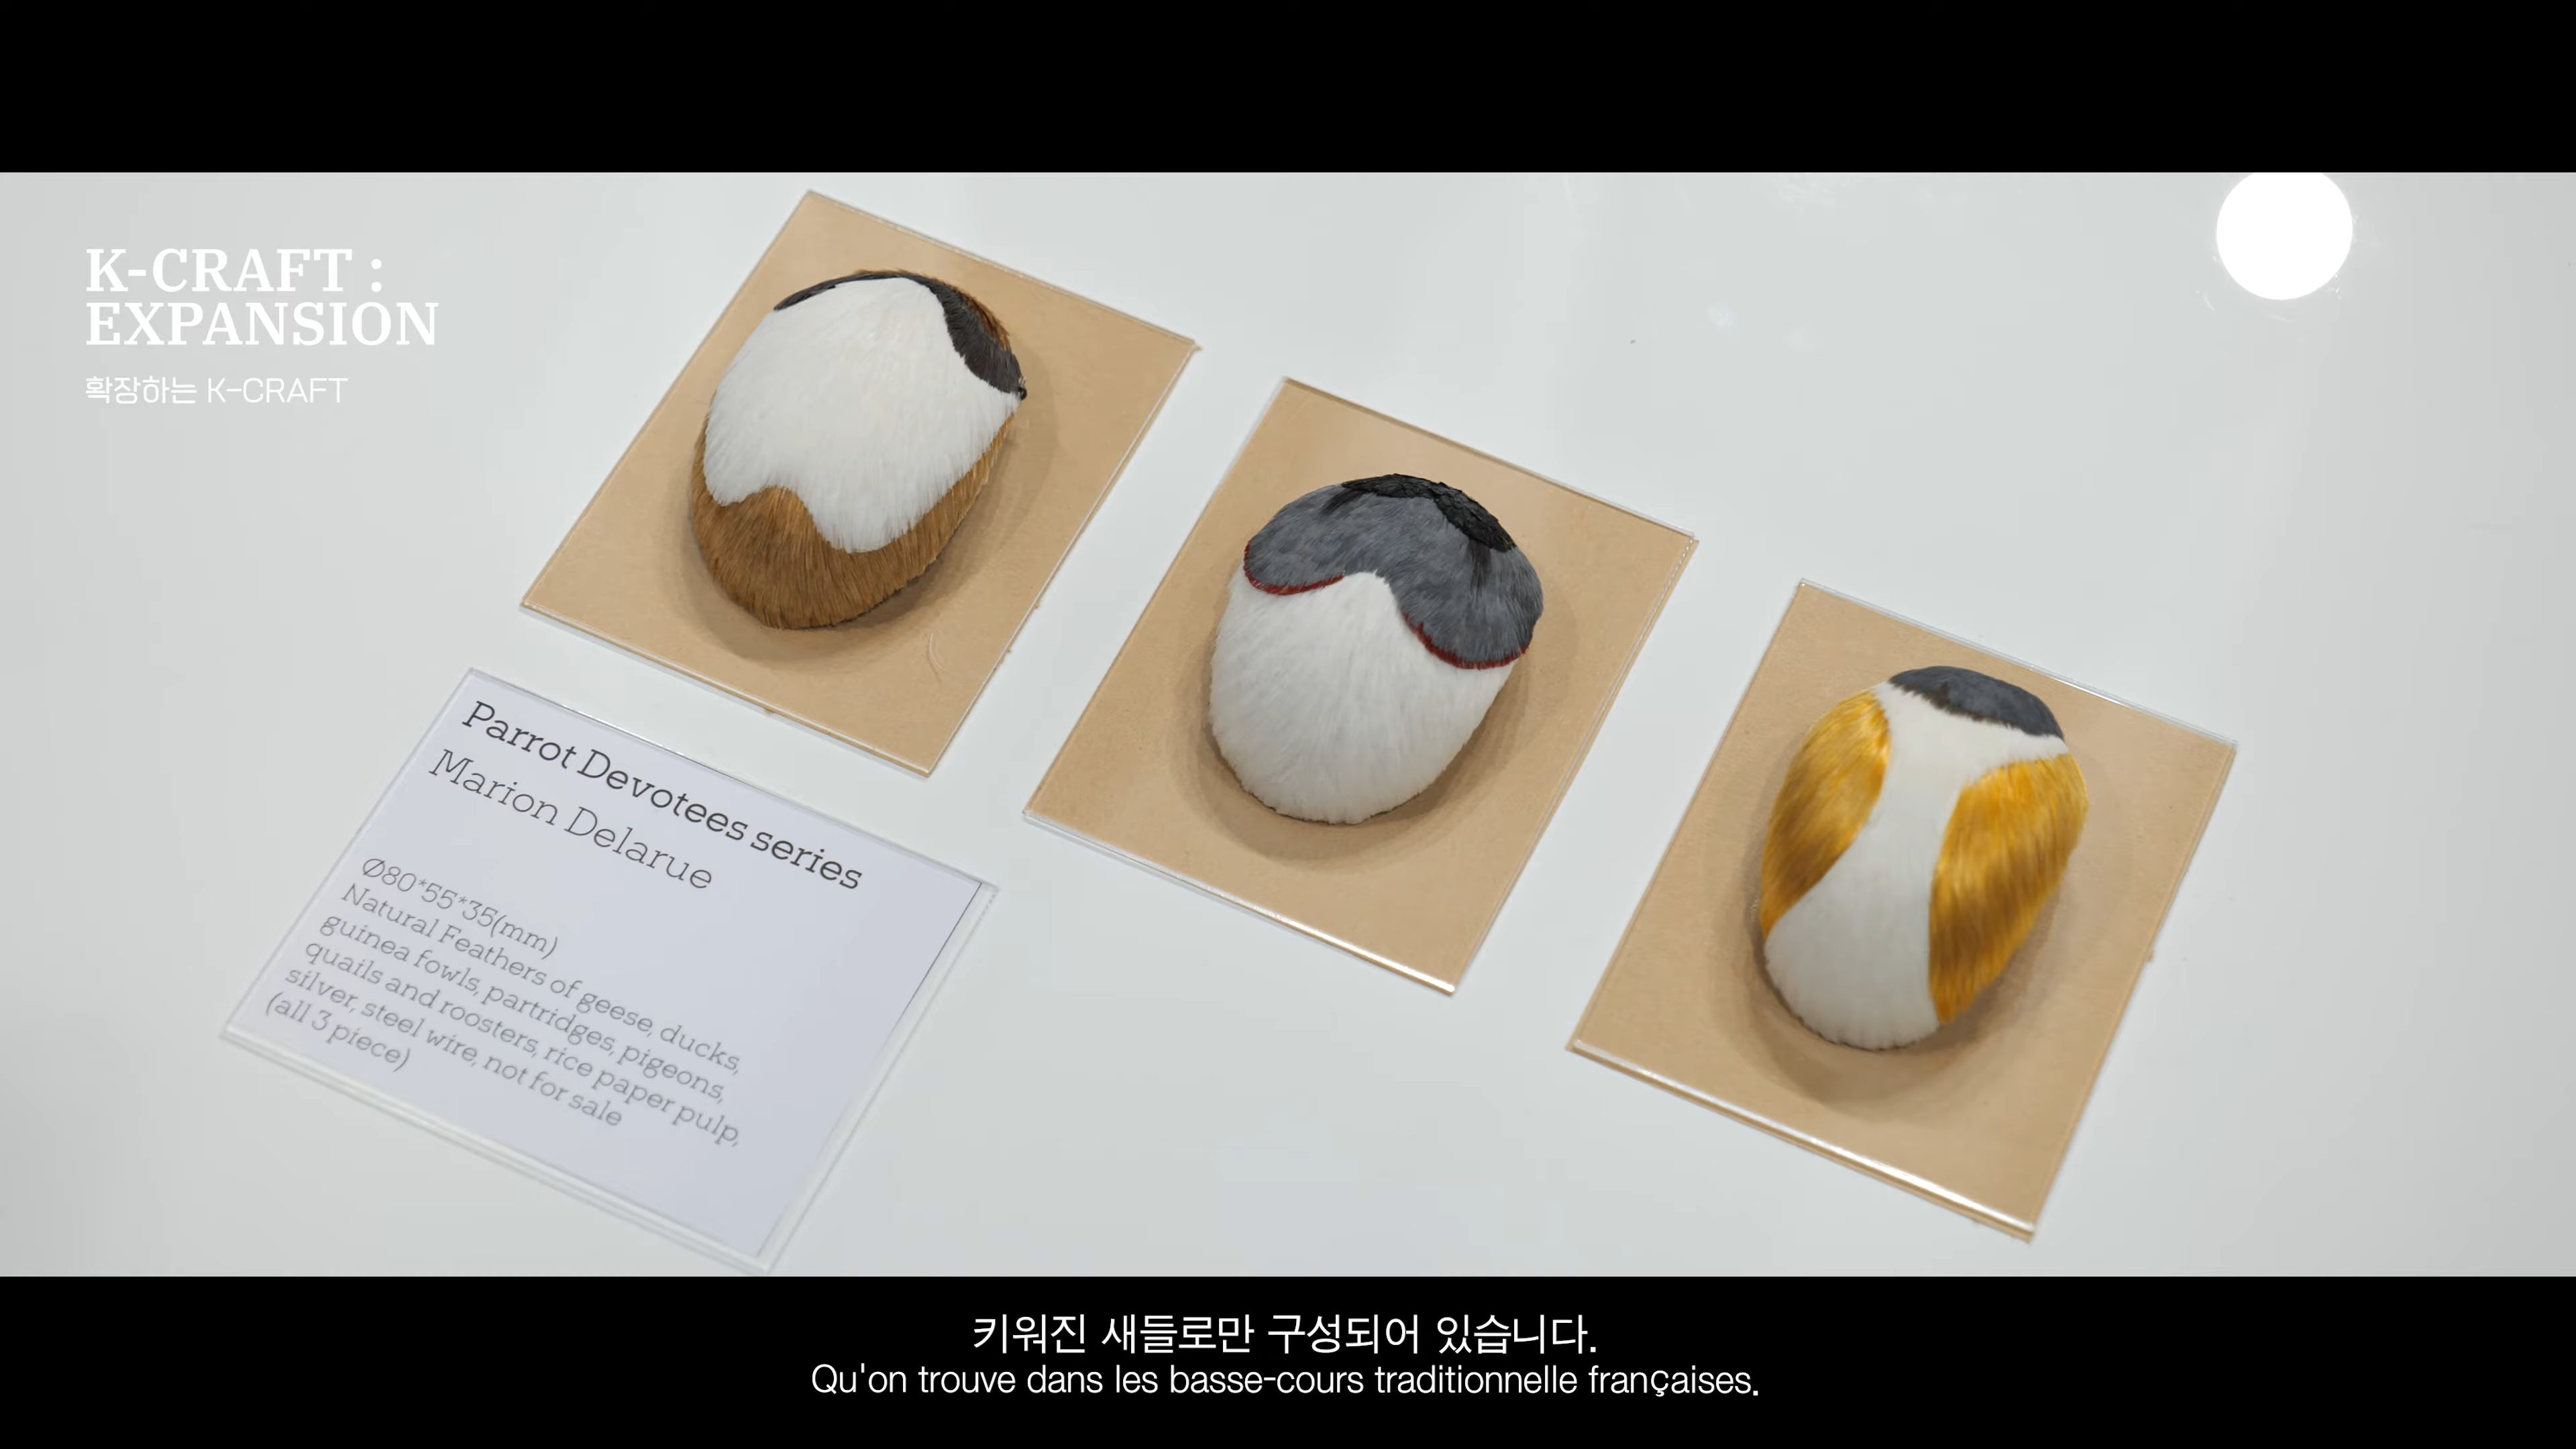 K-CRAFT :
EXPANSION
확장하는 K-CRAFT
Parrot Devotees series
Marion Delarue
Ø80*55*35(mm)
Natural Feathers of geese, ducks,
guinea fowls, partridges, pigeons,
quails and roosters, rice paper pulp,
silver, steel wire, not for sale
(all 3 piece)
키워진 새들로만 구성되어 있습니다.
Qu'on trouve dans les basse-cours traditionnelle françaises.